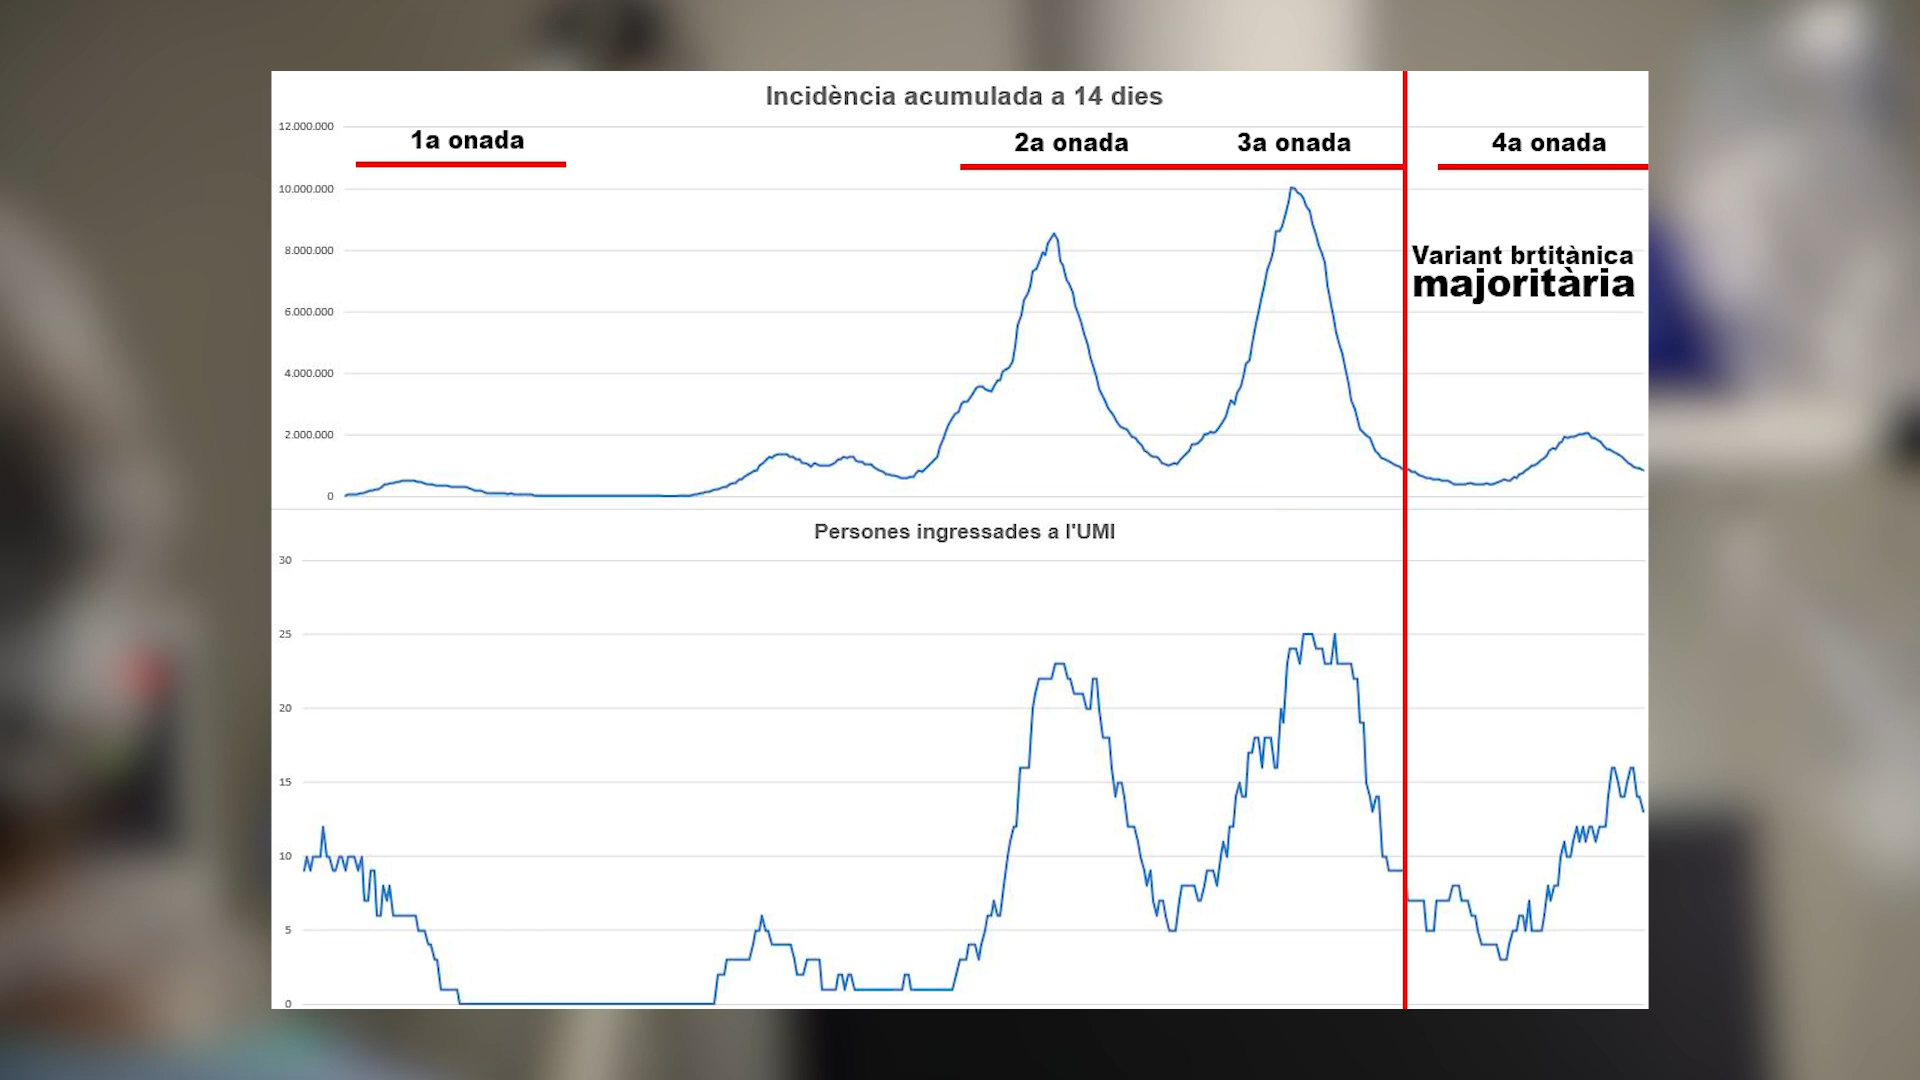 Incidència acumulada a 14 dies
12.000.000
1a onada
2a onada
3a onada
4a onada
10.000.000
8.000.000
Variant brtitànica
majoritària
6.000.000
4.000.000
2.000.000
0
Persones ingressades a l'UMI
30
25
20
15
10
5
0